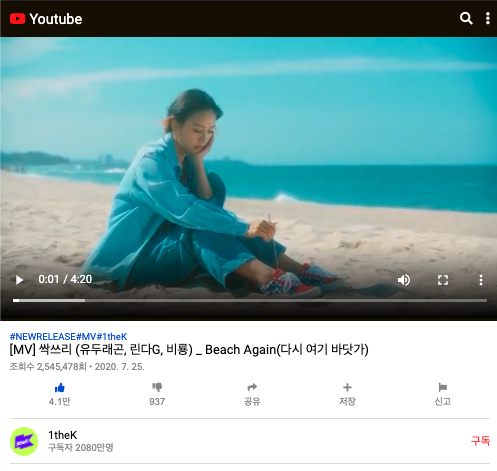 Youtube
0:01 / 4:20
#NEWRELEASE#MV#1theK
[MV] 싹쓰리 (유두래곤, 린다G, 비룡) _ Beach Again(다시 여기 바닷가)
조회수 2,545,478회 • 2020. 7. 25.
4.1만 937 공유 저장 신고
1theK 구독
구독자 2080만명